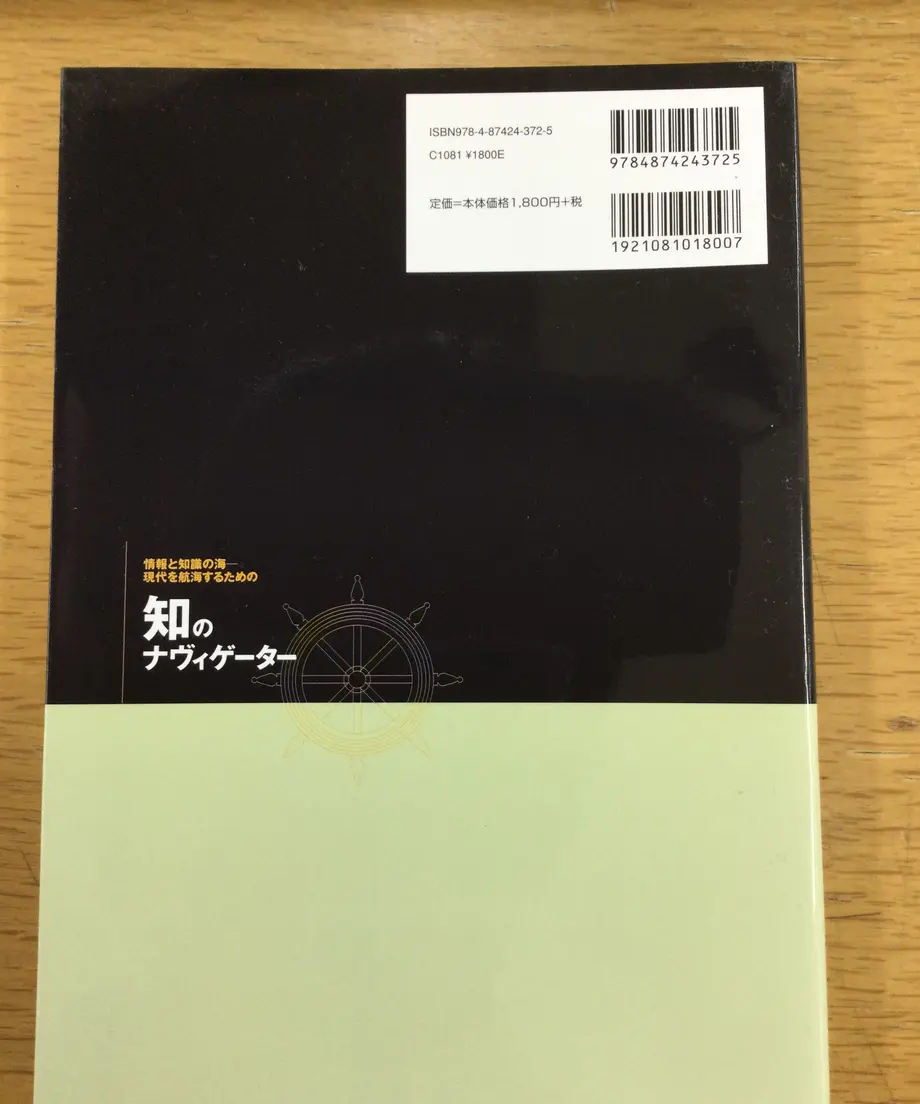 ISBN978-4-87424-372-5
C1081 ¥1800E
定価=本体価格1,800円+税
9784874243725
1921081018007
情報と知識の海―
現代を航海するための
知の
ナヴィゲーター